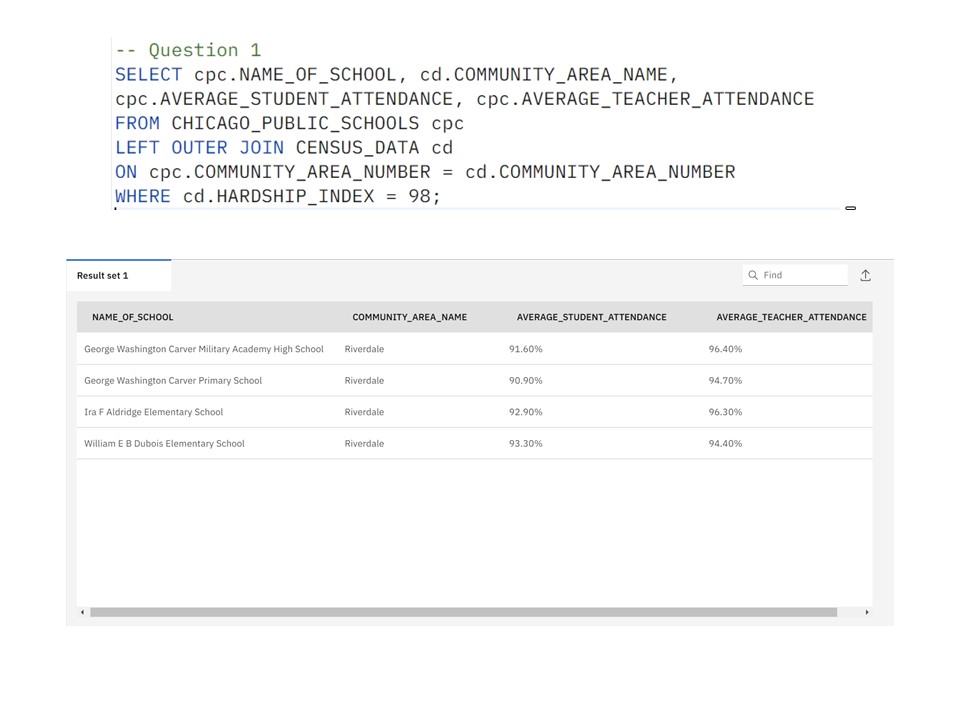 -- Question 1
SELECT cpc.NAME_OF_SCHOOL, cd.COMMUNITY_AREA_NAME,
cpc.AVERAGE_STUDENT_ATTENDANCE, cpc.AVERAGE_TEACHER_ATTENDANCE
FROM CHICAGO_PUBLIC_SCHOOLS cpc
LEFT OUTER JOIN CENSUS_DATA cd
ON cpc.COMMUNITY_AREA_NUMBER = cd.COMMUNITY_AREA_NUMBER
WHERE cd.HARDSHIP_INDEX = 98;
Result set 1 Find
NAME_OF_SCHOOL COMMUNITY_AREA_NAME AVERAGE_STUDENT_ATTENDANCE AVERAGE_TEACHER_ATTENDANCE
George Washington Carver Military Academy High School Riverdale 91.60% 96.40%
George Washington Carver Primary School Riverdale 90.90% 94.70%
Ira F Aldridge Elementary School Riverdale 92.90% 96.30%
William E B Dubois Elementary School Riverdale 93.30% 94.40%